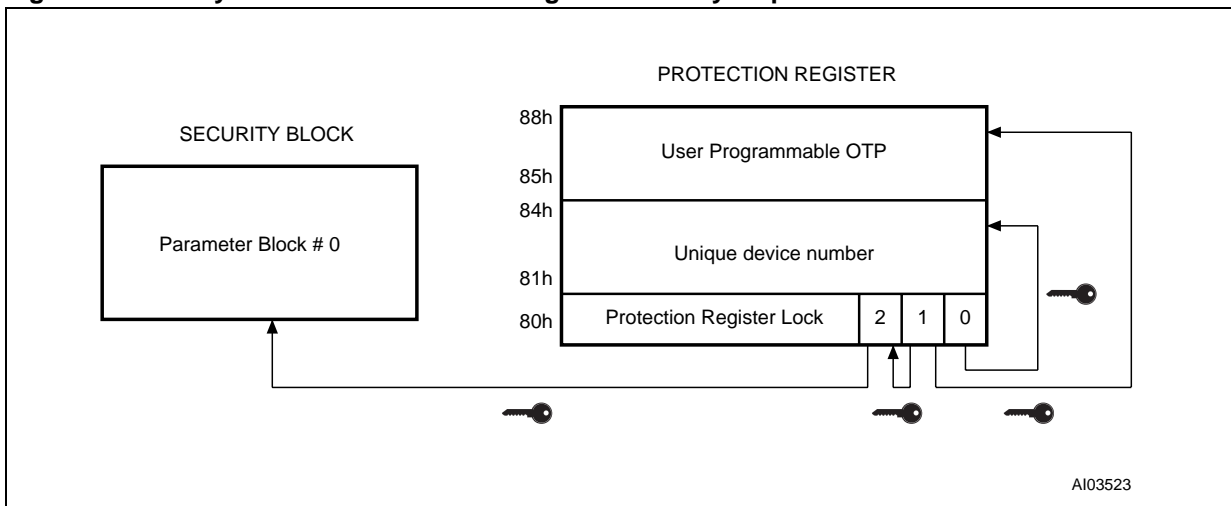 PROTECTION REGISTER
SECURITY BLOCK
88h
User Programmable OTP
85h
84h
Parameter Block # 0
Unique device number
81h
80h
Protection Register Lock 2 1 0
AI03523